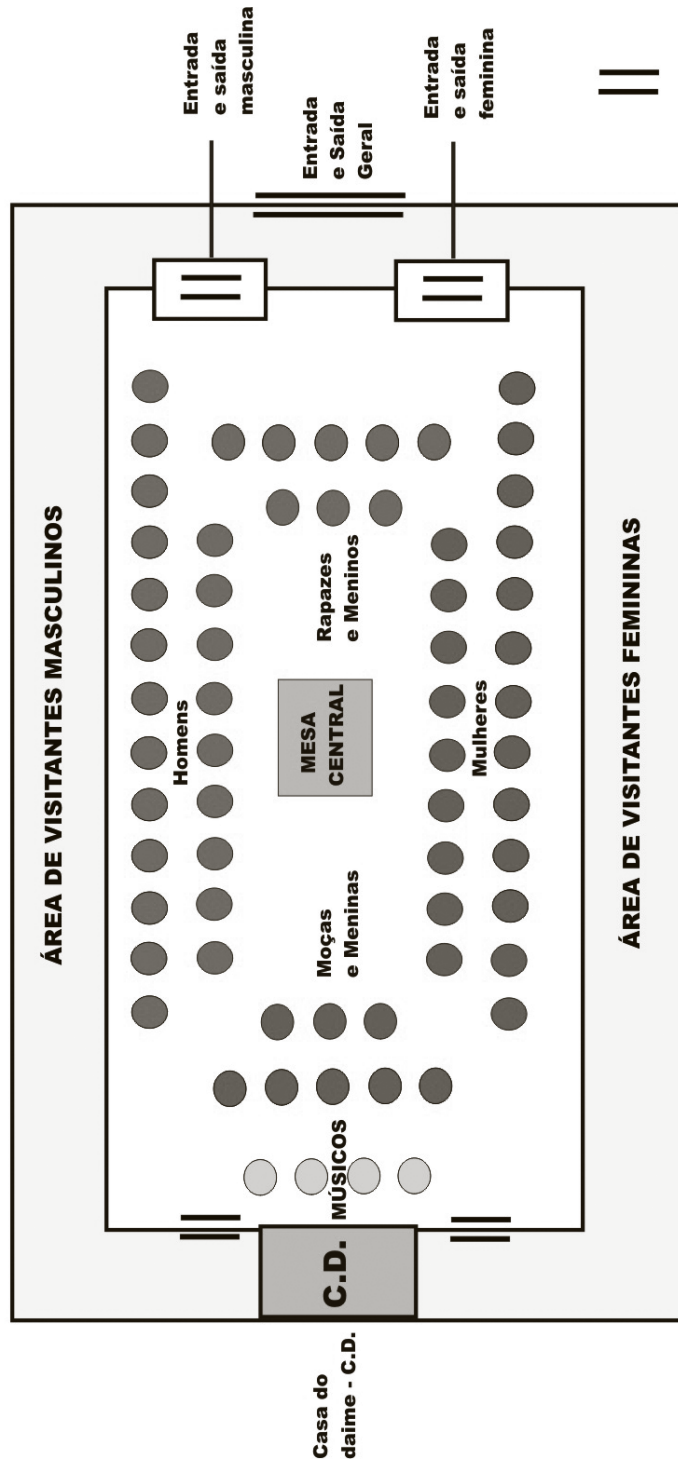 Casa do
daime - C.D.
C.D.
MÚSICOS
ÁREA DE VISITANTES MASCULINOS
Homens
Moças
e Meninas
MESA
CENTRAL
Rapazes
e Meninos
Mulheres
ÁREA DE VISITANTES FEMININAS
Entrada
e saída
masculina
Entrada
e Saída
Geral
Entrada
e saída
feminina